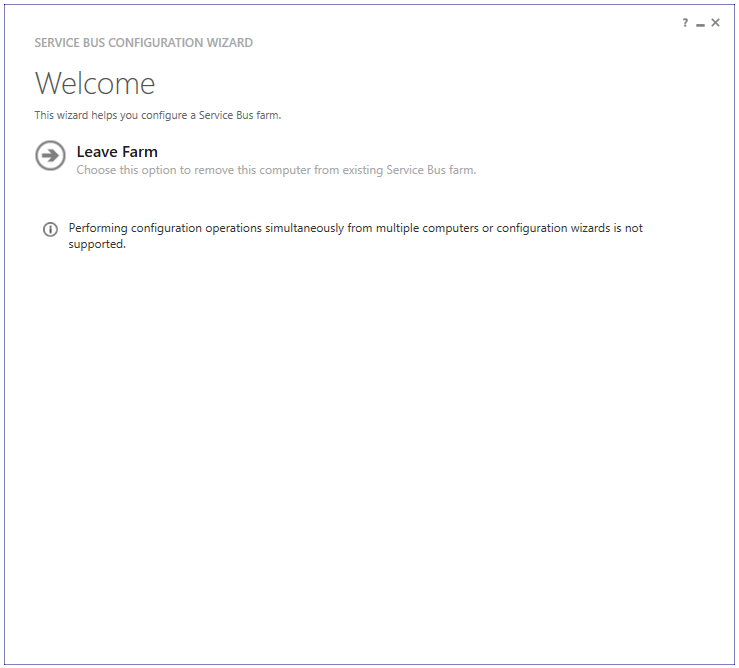 ?
SERVICE BUS CONFIGURATION WIZARD
Welcome
This wizard helps you configure a Service Bus farm.
Leave Farm
Choose this option to remove this computer from existing Service Bus farm.
Performing configuration operations simultaneously from multiple computers or configuration wizards is not
supported.